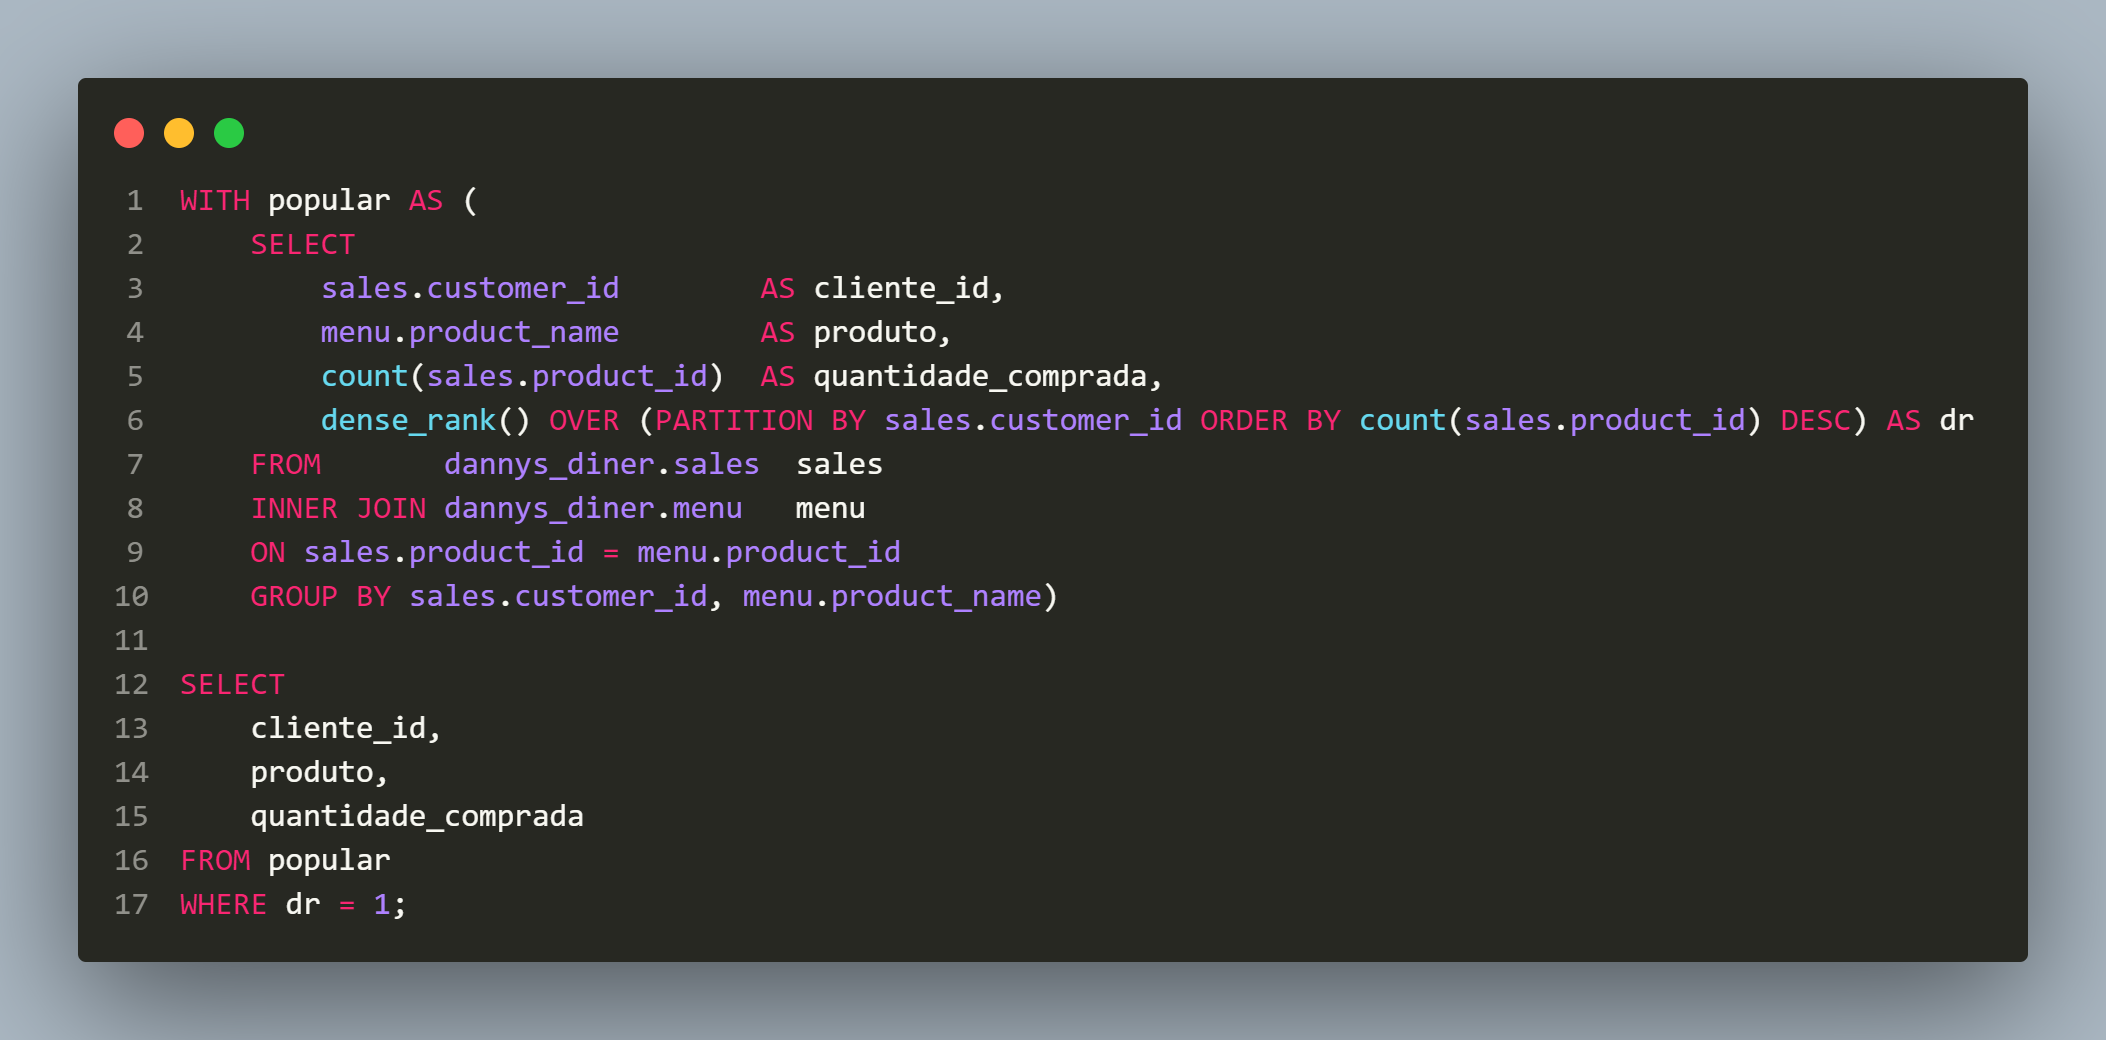 1 WITH popular AS (
2     SELECT
3         sales.customer_id        AS cliente_id,
4         menu.product_name        AS produto,
5         count(sales.product_id)  AS quantidade_comprada,
6         dense_rank() OVER (PARTITION BY sales.customer_id ORDER BY count(sales.product_id) DESC) AS dr
7     FROM       dannys_diner.sales  sales
8     INNER JOIN dannys_diner.menu   menu
9     ON sales.product_id = menu.product_id
10     GROUP BY sales.customer_id, menu.product_name)
11
12 SELECT
13     cliente_id,
14     produto,
15     quantidade_comprada
16 FROM popular
17 WHERE dr = 1;